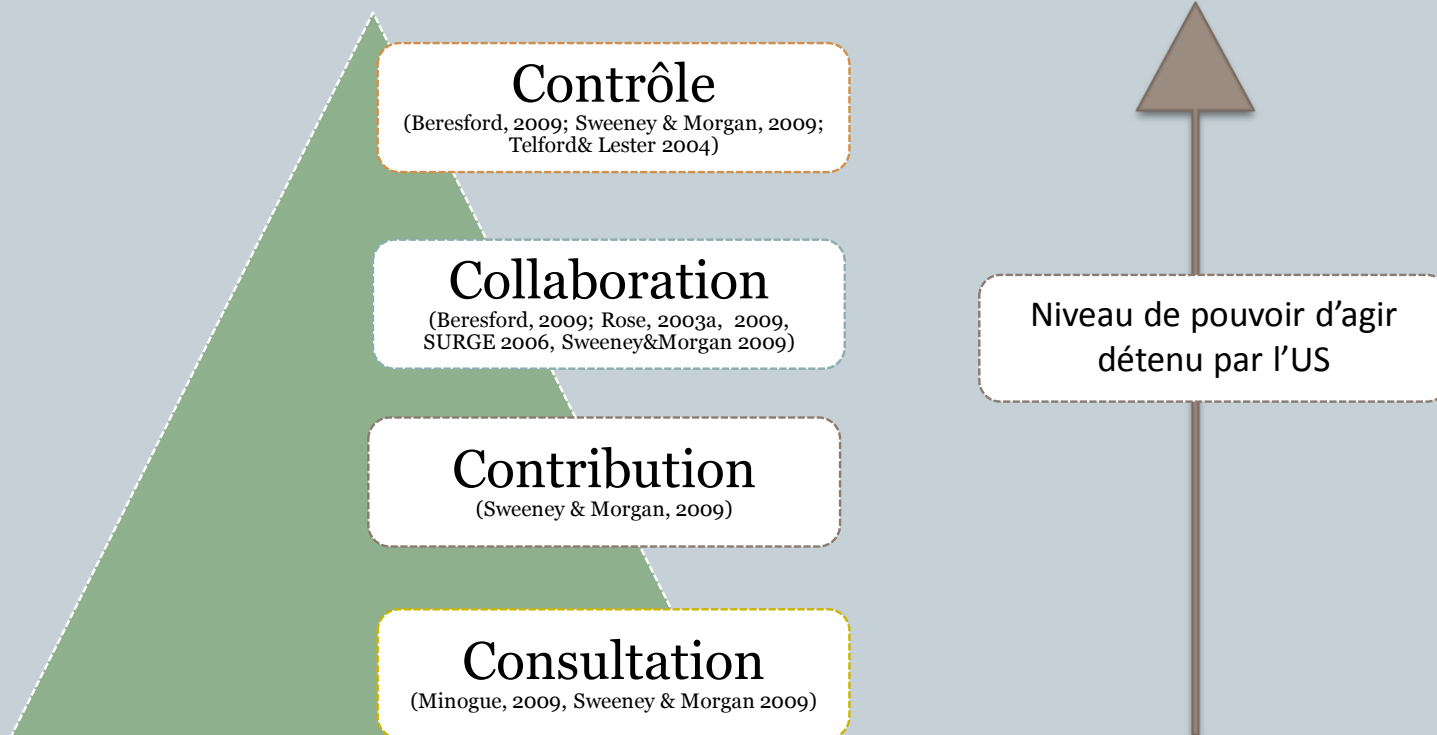 Contrôle
(Beresford, 2009; Sweeney & Morgan, 2009;
Telford& Lester 2004)
Collaboration
(Beresford, 2009; Rose, 2003a, 2009,
SURGE 2006, Sweeney&Morgan 2009)
Contribution
(Sweeney & Morgan, 2009)
Consultation
(Minogue, 2009, Sweeney & Morgan 2009)
Niveau de pouvoir d’agir
détenu par l’US